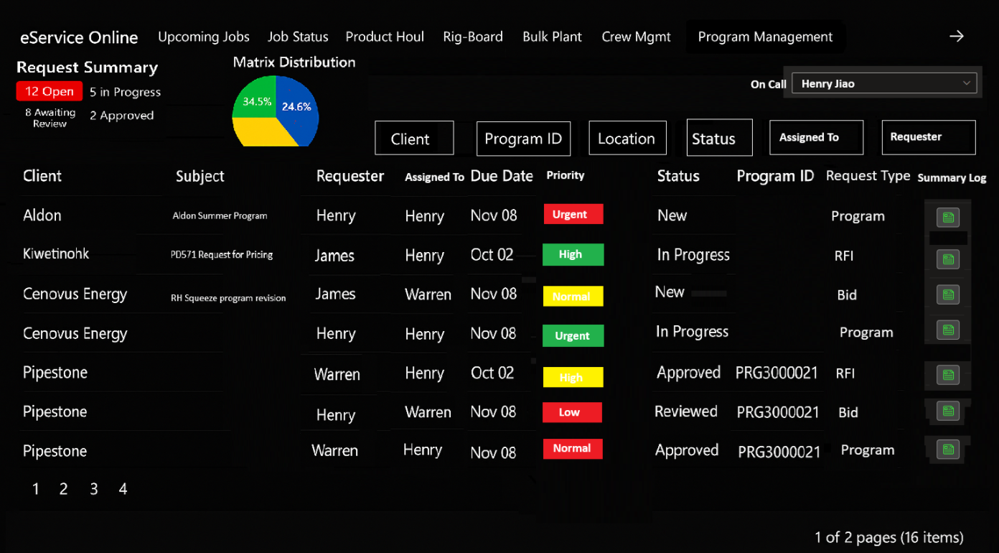 eService Online Upcoming Jobs Job Status Product Houl Rig-Board Bulk Plant Crew Mgmt Program Management →
Request Summary
12 Open 5 in Progress
8 Awaiting Review 2 Approved
Matrix Distribution
34.5% 24.6%
On Call Henry Jiao
Client Program ID Location Status Assigned To Requester
Client Subject Requester Assigned To Due Date Priority Status Program ID Request Type Summary Log
Aldon Aldon Summer Program Henry Henry Nov 08 Urgent New Program
Kiwetinohk PD571 Request for Pricing James Henry Oct 02 High In Progress RFI
Cenovus Energy RH Squeeze program revision James Warren Nov 08 Normal New Bid
Cenovus Energy Henry Henry Nov 08 Urgent In Progress Program
Pipestone Warren Henry Oct 02 High Approved PRG3000021 RFI
Pipestone Henry Warren Nov 08 Low Reviewed PRG3000021 Bid
Pipestone Warren Henry Nov 08 Normal Approved PRG3000021 Program
1 2 3 4
1 of 2 pages (16 items)